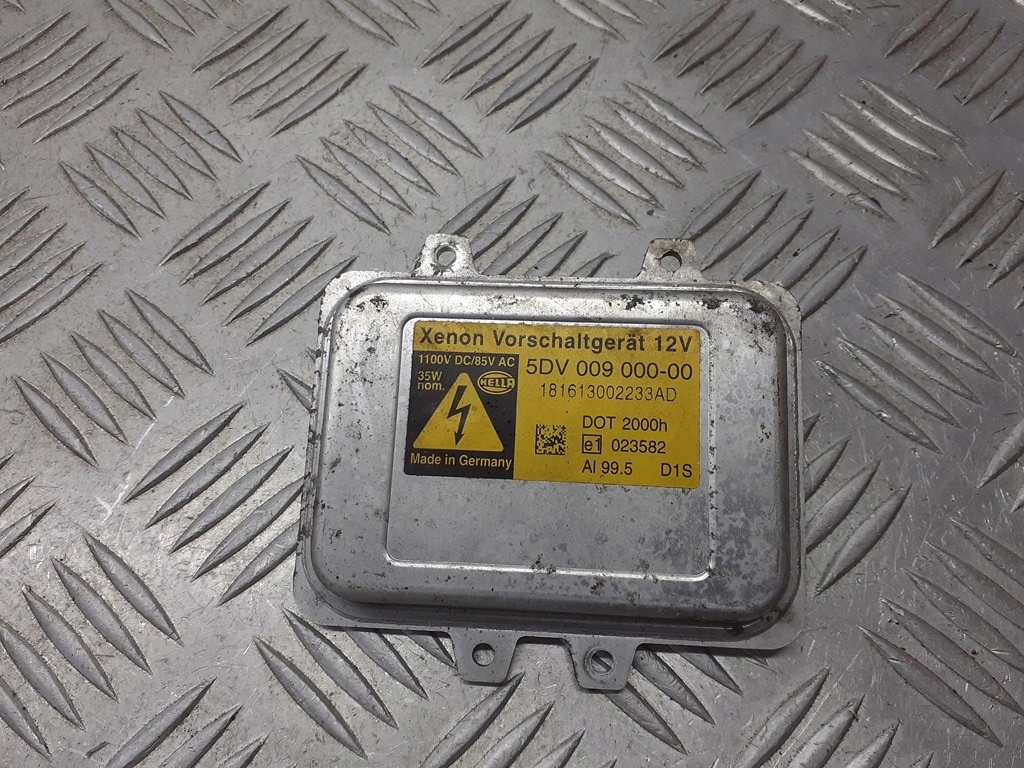 Xenon Vorschaltgerät 12V
1100V DC/85V AC
35W
nom.
HELLA
Made in Germany
5DV 009 000-00
181613002233AD
DOT 2000h
e1 023582
Al 99.5 D1S